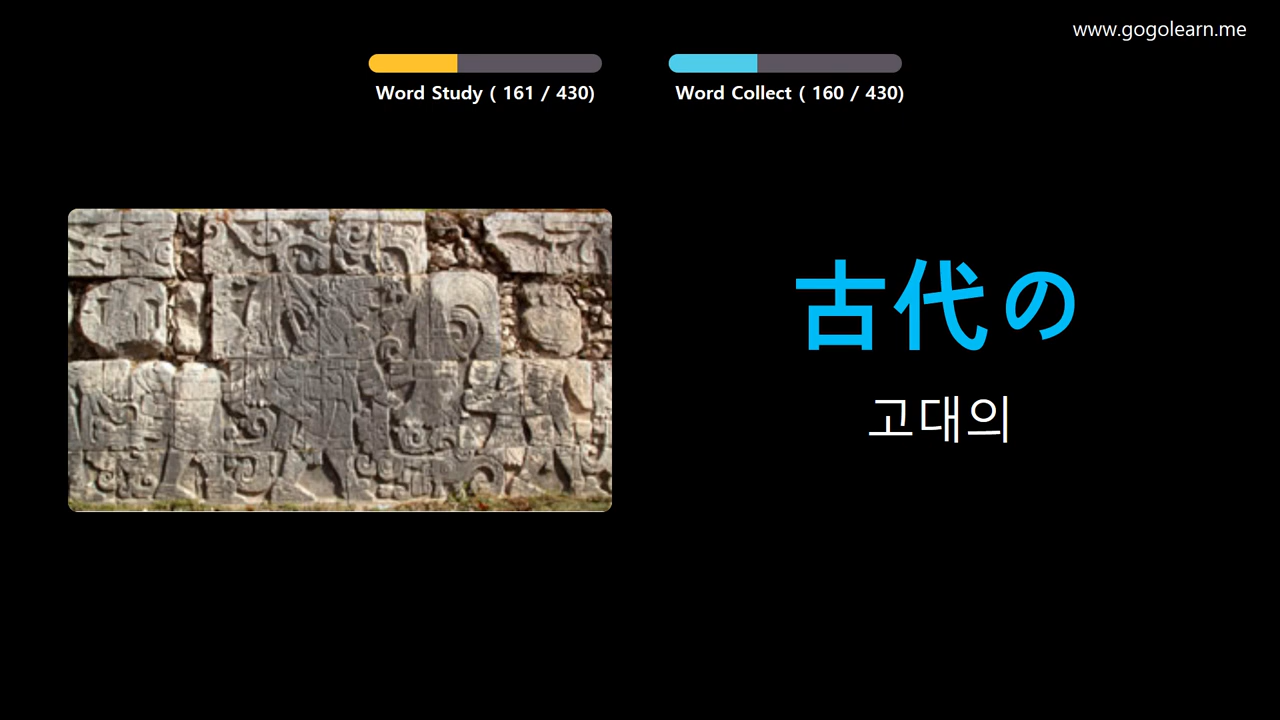 www.gogolearn.me
Word Study ( 161 / 430)
Word Collect ( 160 / 430)
古代の
고대의